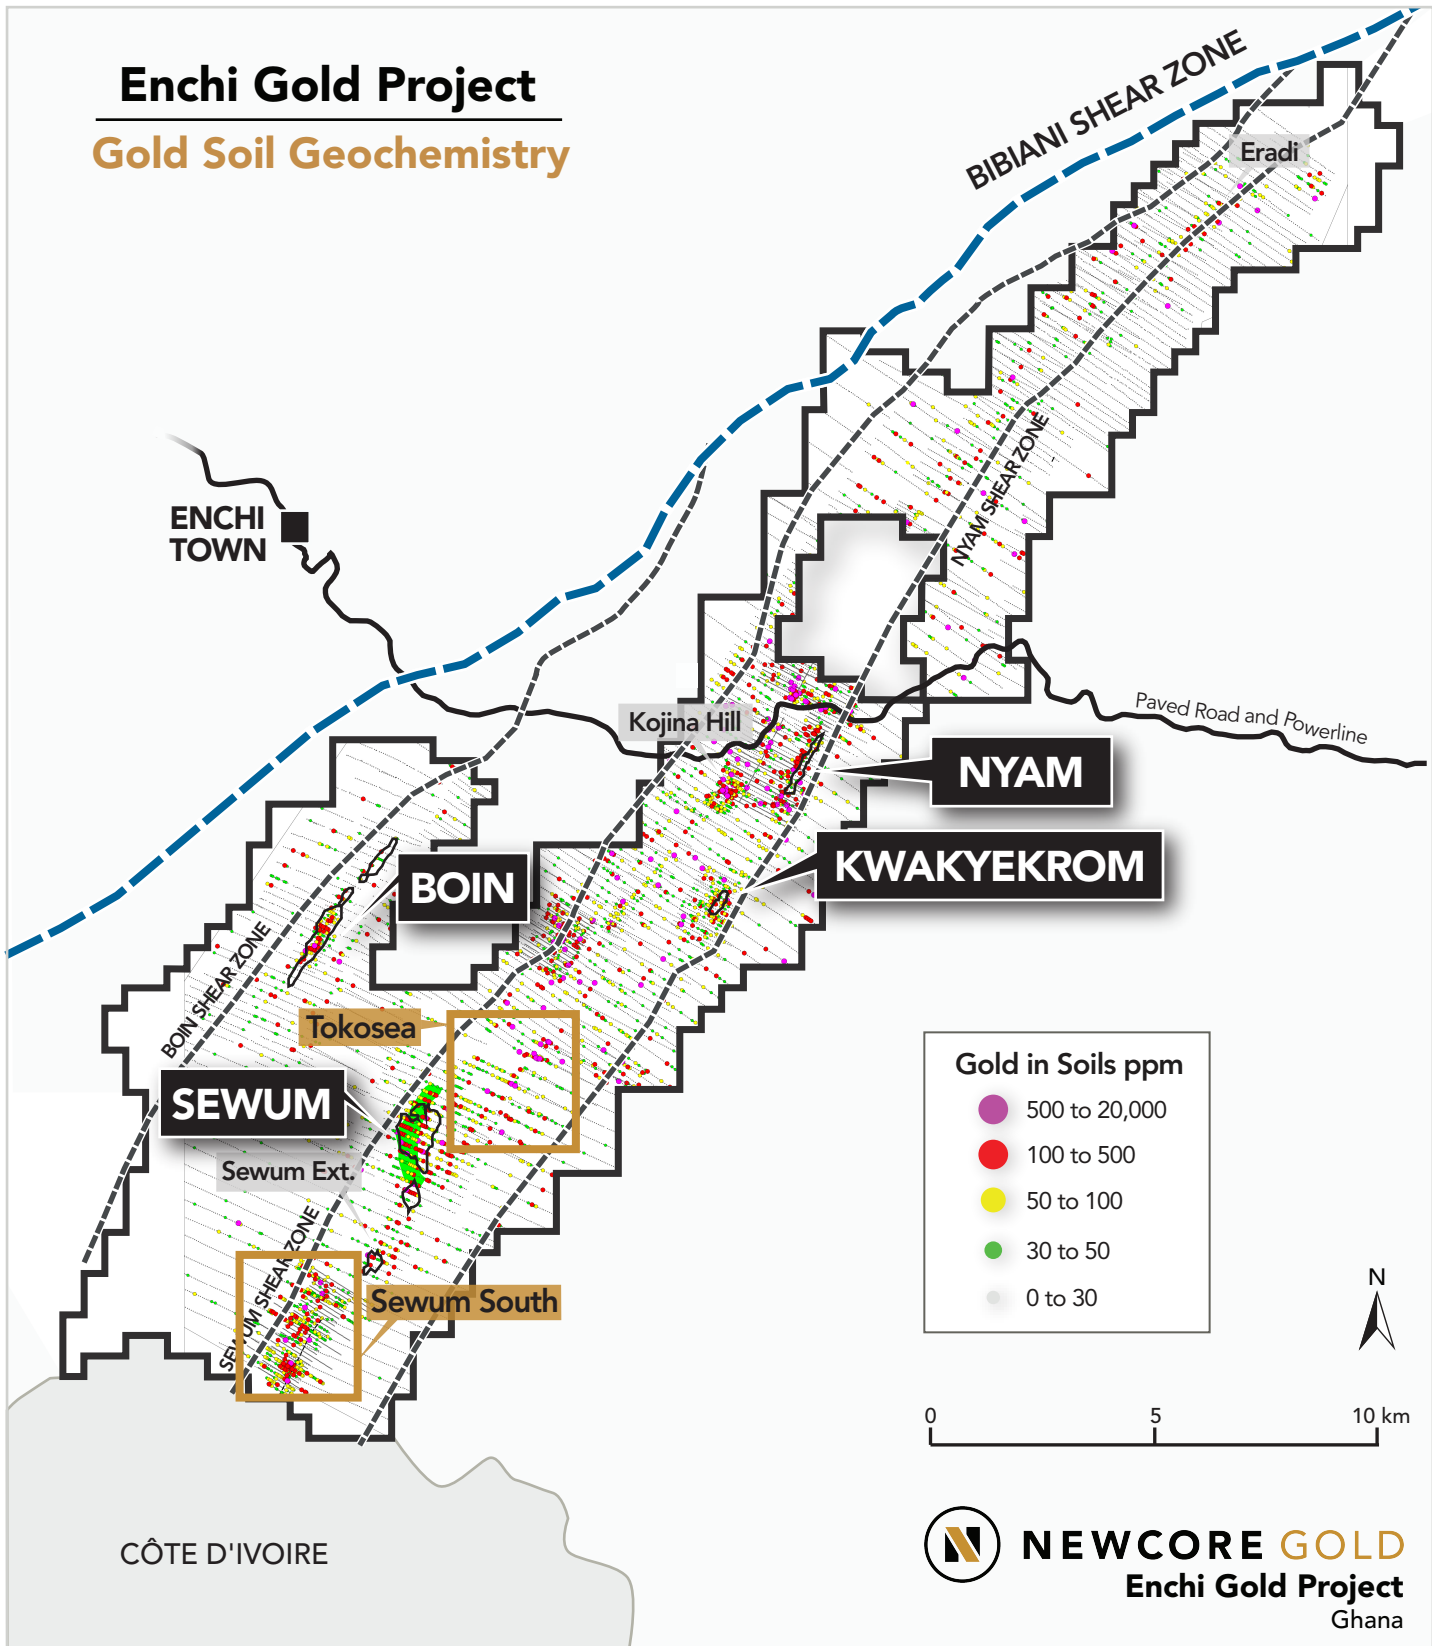 Enchi Gold Project
Gold Soil Geochemistry
BIBIANI SHEAR ZONE
Eradi
NYAM SHEAR ZONE
ENCHI
TOWN
Kojina Hill
Paved Road and Powerline
NYAM
KWAKYEKROM
BOIN
BOIN SHEAR ZONE
Tokosea
SEWUM
Sewum Ext.
SEWUM SHEAR ZONE
Sewum South
Gold in Soils ppm
500 to 20,000
100 to 500
50 to 100
30 to 50
0 to 30
N
0 5 10 km
CÔTE D'IVOIRE
NEWCORE GOLD
Enchi Gold Project
Ghana